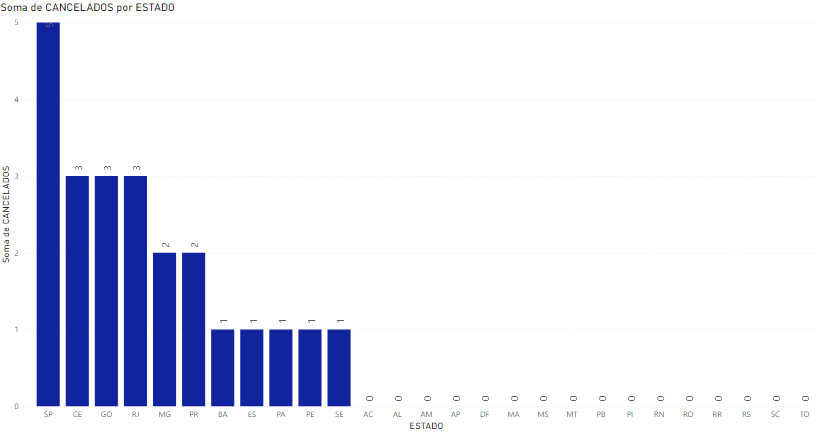 Soma de CANCELADOS por ESTADO
5
4
3
2
1
0
Soma de CANCELADOS
5 3 3 3 2 2 1 1 1 1 1 0 0 0 0 0 0 0 0 0 0 0 0 0 0 0 0
SP CE GO RJ MG PR BA ES PA PE SE AC AL AM AP DF MA MS MT PB PI RN RO RR RS SC TO
ESTADO